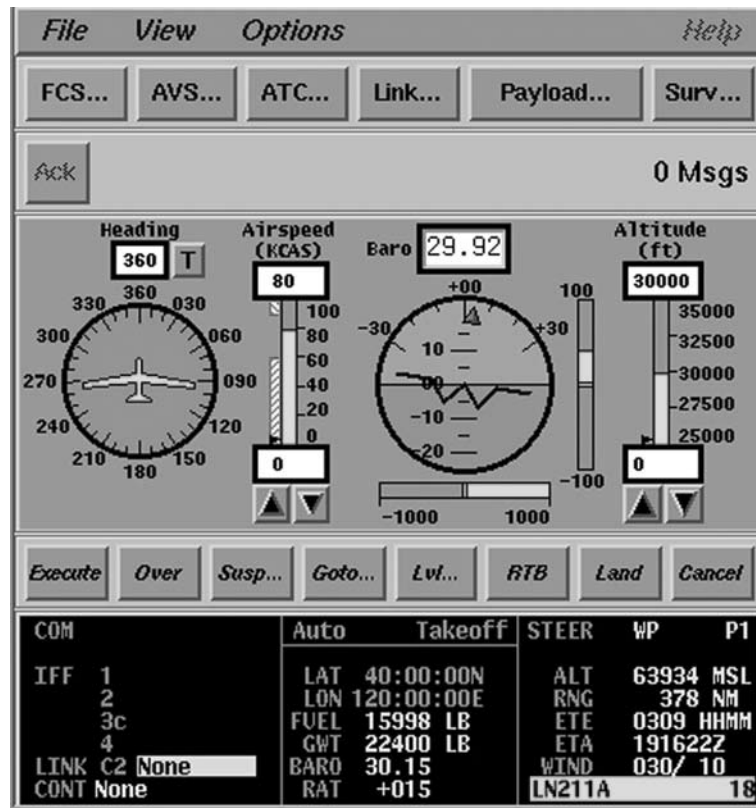 File View Options Help
FCS... AVS... ATC... Link... Payload... Surv...
Ack 0 Msgs
Heading Airspeed (KCAS) Baro 29.92 Altitude (ft)
360 T 80 30000
330 360 030 300 060 270 090 240 120 210 180 150
100 80 60 40 20 0
0
+00 -30 +30 10 00 -10 -20
100 -100
-1000 1000
35000 32500 30000 27500 25000
0
Execute Over Susp... Goto... Lvl... RTB Land Cancel
COM
IFF 1
2
3c
4
LINK C2 None
CONT None
Auto Takeoff
LAT 40:00:00N
LON 120:00:00E
FUEL 15998 LB
GWT 22400 LB
BARO 30.15
RAT +015
STEER WP P1
ALT 63934 MSL
RNG 378 NM
ETE 0309 HHMM
ETA 191622Z
WIND 030/ 10
LN211A 18